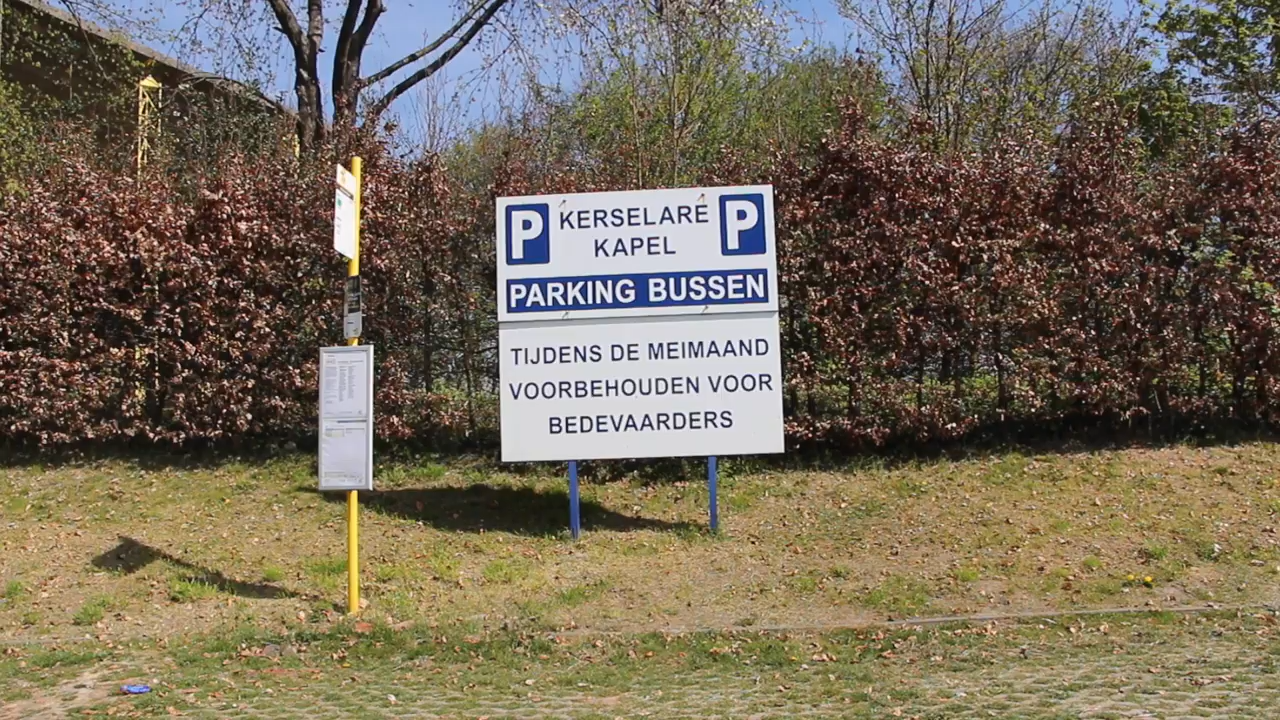 P KERSELARE P
KAPEL
PARKING BUSSEN
TIJDENS DE MEIMAAND
VOORBEHOUDEN VOOR
BEDEVAARDERS